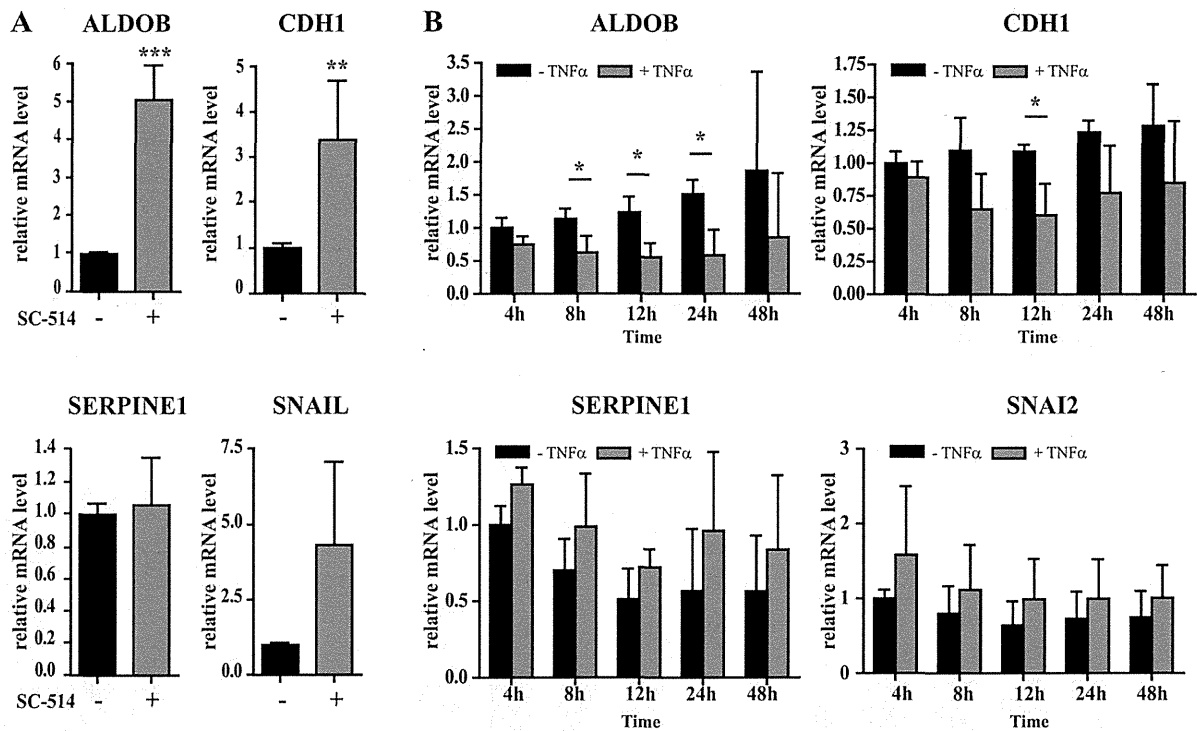 A
ALDOB
CDH1
relative mRNA level
6
5
4
3
2
1
0
***
relative mRNA level
5
4
3
2
1
0
**
SC-514
-
+
-
+
B
ALDOB
relative mRNA level
3.5
3.0
2.5
2.0
1.5
1.0
0.5
0.0
- TNFα
+ TNFα
*
*
*
4h
8h
12h
24h
48h
Time
CDH1
relative mRNA level
1.75
1.50
1.25
1.00
0.75
0.50
0.25
0.00
- TNFα
+ TNFα
*
4h
8h
12h
24h
48h
Time
SERPINE1
SNAIL
relative mRNA level
1.4
1.2
1.0
0.8
0.6
0.4
0.2
0.0
relative mRNA level
7.5
5.0
2.5
0.0
SC-514
-
+
-
+
SERPINE1
relative mRNA level
1.5
1.0
0.5
0.0
- TNFα
+ TNFα
4h
8h
12h
24h
48h
Time
SNAI2
relative mRNA level
3
2
1
0
- TNFα
+ TNFα
4h
8h
12h
24h
48h
Time